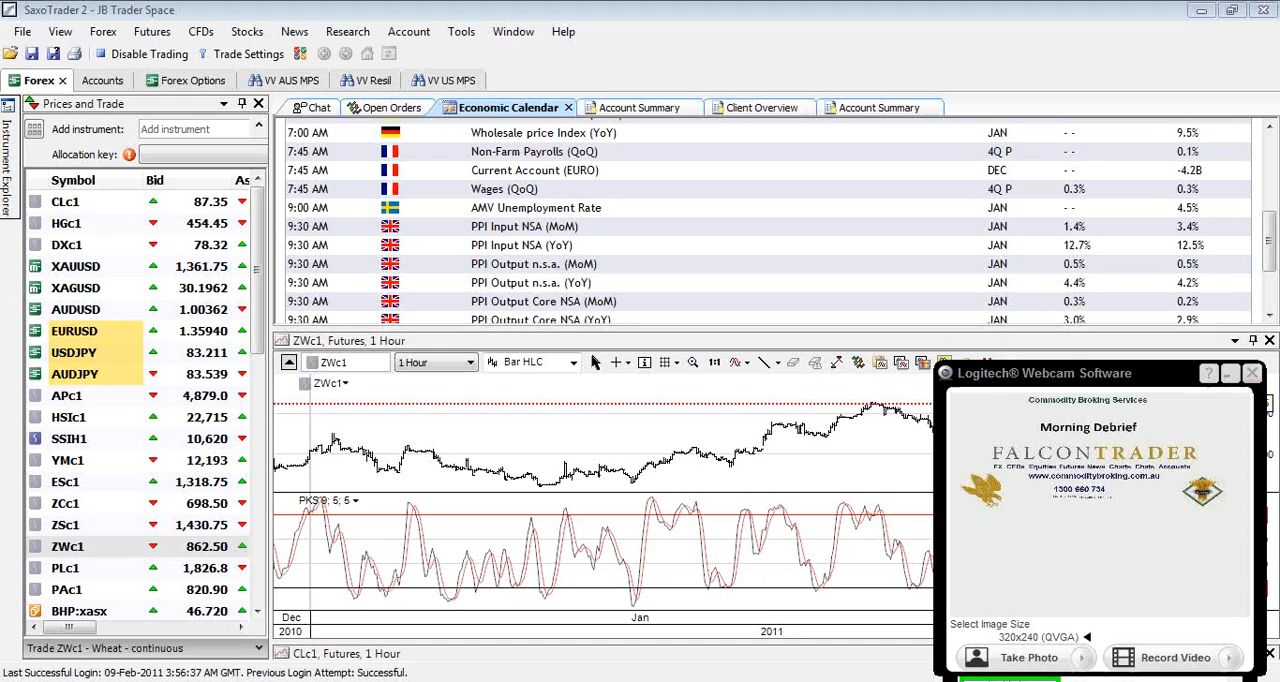 SaxoTrader 2 - JB Trader Space
File View Forex Futures CFDs Stocks News Research Account Tools Window Help
Disable Trading Trade Settings
Forex Accounts Forex Options VV AUS MPS VV Resil VV US MPS
Instrument Explorer
Prices and Trade
Add instrument: Add instrument
Allocation key:
Symbol Bid As
CLc1 87.35
HGc1 454.45
DXc1 78.32
XAUUSD 1,361.75
XAGUSD 30.1962
AUDUSD 1.00362
EURUSD 1.35940
USDJPY 83.211
AUDJPY 83.539
APc1 4,879.0
HSIc1 22,715
SSIH1 10,620
YMc1 12,193
ESc1 1,318.75
ZCc1 698.50
ZSc1 1,430.75
ZWc1 862.50
PLc1 1,826.8
PAc1 820.90
BHP:xasx 46.720
Trade ZWc1 - Wheat - continuous
Chat Open Orders Economic Calendar Account Summary Client Overview Account Summary
7:00 AM Wholesale price Index (YoY) JAN - - 9.5%
7:45 AM Non-Farm Payrolls (QoQ) 4Q P - - 0.1%
7:45 AM Current Account (EURO) DEC - - -4.2B
7:45 AM Wages (QoQ) 4Q P 0.3% 0.3%
9:00 AM AMV Unemployment Rate JAN 4.5%
9:30 AM PPI Input NSA (MoM) JAN 1.4% 3.4%
9:30 AM PPI Input NSA (YoY) JAN 12.7% 12.5%
9:30 AM PPI Output n.s.a. (MoM) JAN 0.5% 0.5%
9:30 AM PPI Output n.s.a. (YoY) JAN 4.4% 4.2%
9:30 AM PPI Output Core NSA (MoM) JAN 0.3% 0.2%
9:30 AM PPI Output Core NSA (YoY) JAN 3.0% 2.9%
ZWc1, Futures, 1 Hour
ZWc1 1 Hour Bar HLC 1:1
ZWc1
PKS 9; 5; 5
Dec Jan
2010 2011
CLc1, Futures, 1 Hour
Logitech® Webcam Software
Commodity Broking Services
Morning Debrief
FALCONTRADER
FX CFDs Equities Futures News Charts Charts Accounts
www.commoditybroking.com.au
1300 660 734
Select Image Size
320x240 (QVGA)
Take Photo Record Video
Last Successful Login: 09-Feb-2011 3:56:37 AM GMT. Previous Login Attempt: Successful.